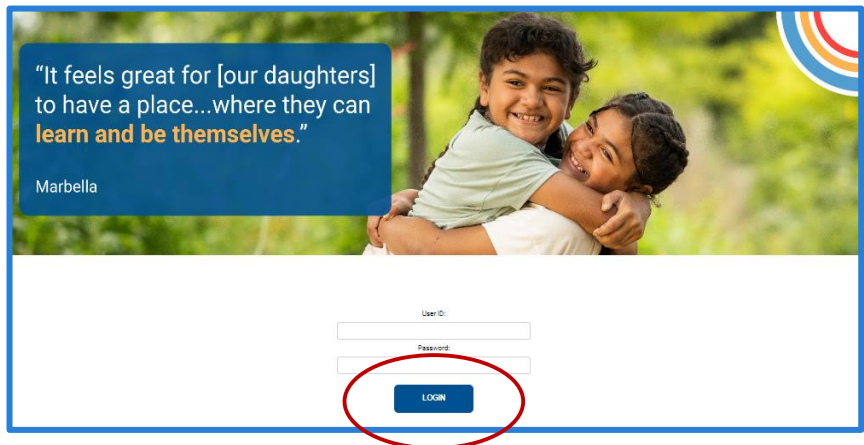 “It feels great for [our daughters]
to have a place...where they can
learn and be themselves.”
Marbella
User ID:
Password:
LOGIN